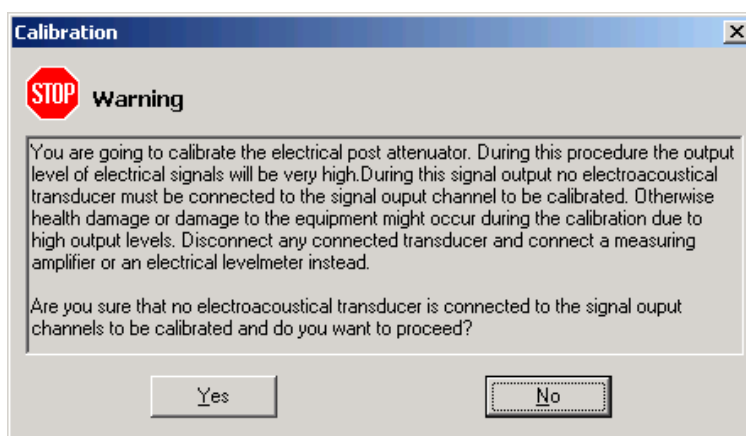 Calibration
STOP Warning
You are going to calibrate the electrical post attenuator. During this procedure the output
level of electrical signals will be very high.During this signal output no electroacoustical
transducer must be connected to the signal ouput channel to be calibrated. Otherwise
health damage or damage to the equipment might occur during the calibration due to
high output levels. Disconnect any connected transducer and connect a measuring
amplifier or an electrical levelmeter instead.
Are you sure that no electroacoustical transducer is connected to the signal ouput
channels to be calibrated and do you want to proceed?
Yes No